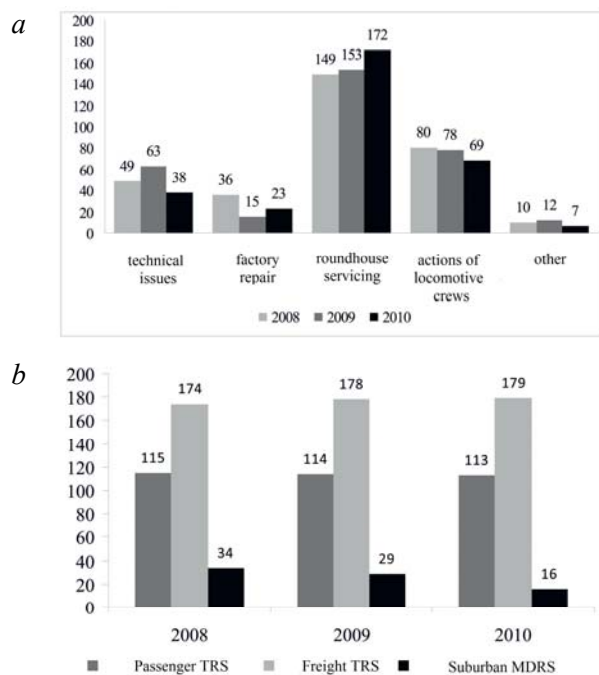 a
200
180
160
140
120
100
80
60
40
20
0
49 63 38
36 15 23
149 153 172
80 78 69
10 12 7
technical issues
factory repair
roundhouse servicing
actions of locomotive crews
other
2008 2009 2010
b
200
180
160
140
120
100
80
60
40
20
0
115 174 34
114 178 29
113 179 16
2008 2009 2010
Passenger TRS Freight TRS Suburban MDRS